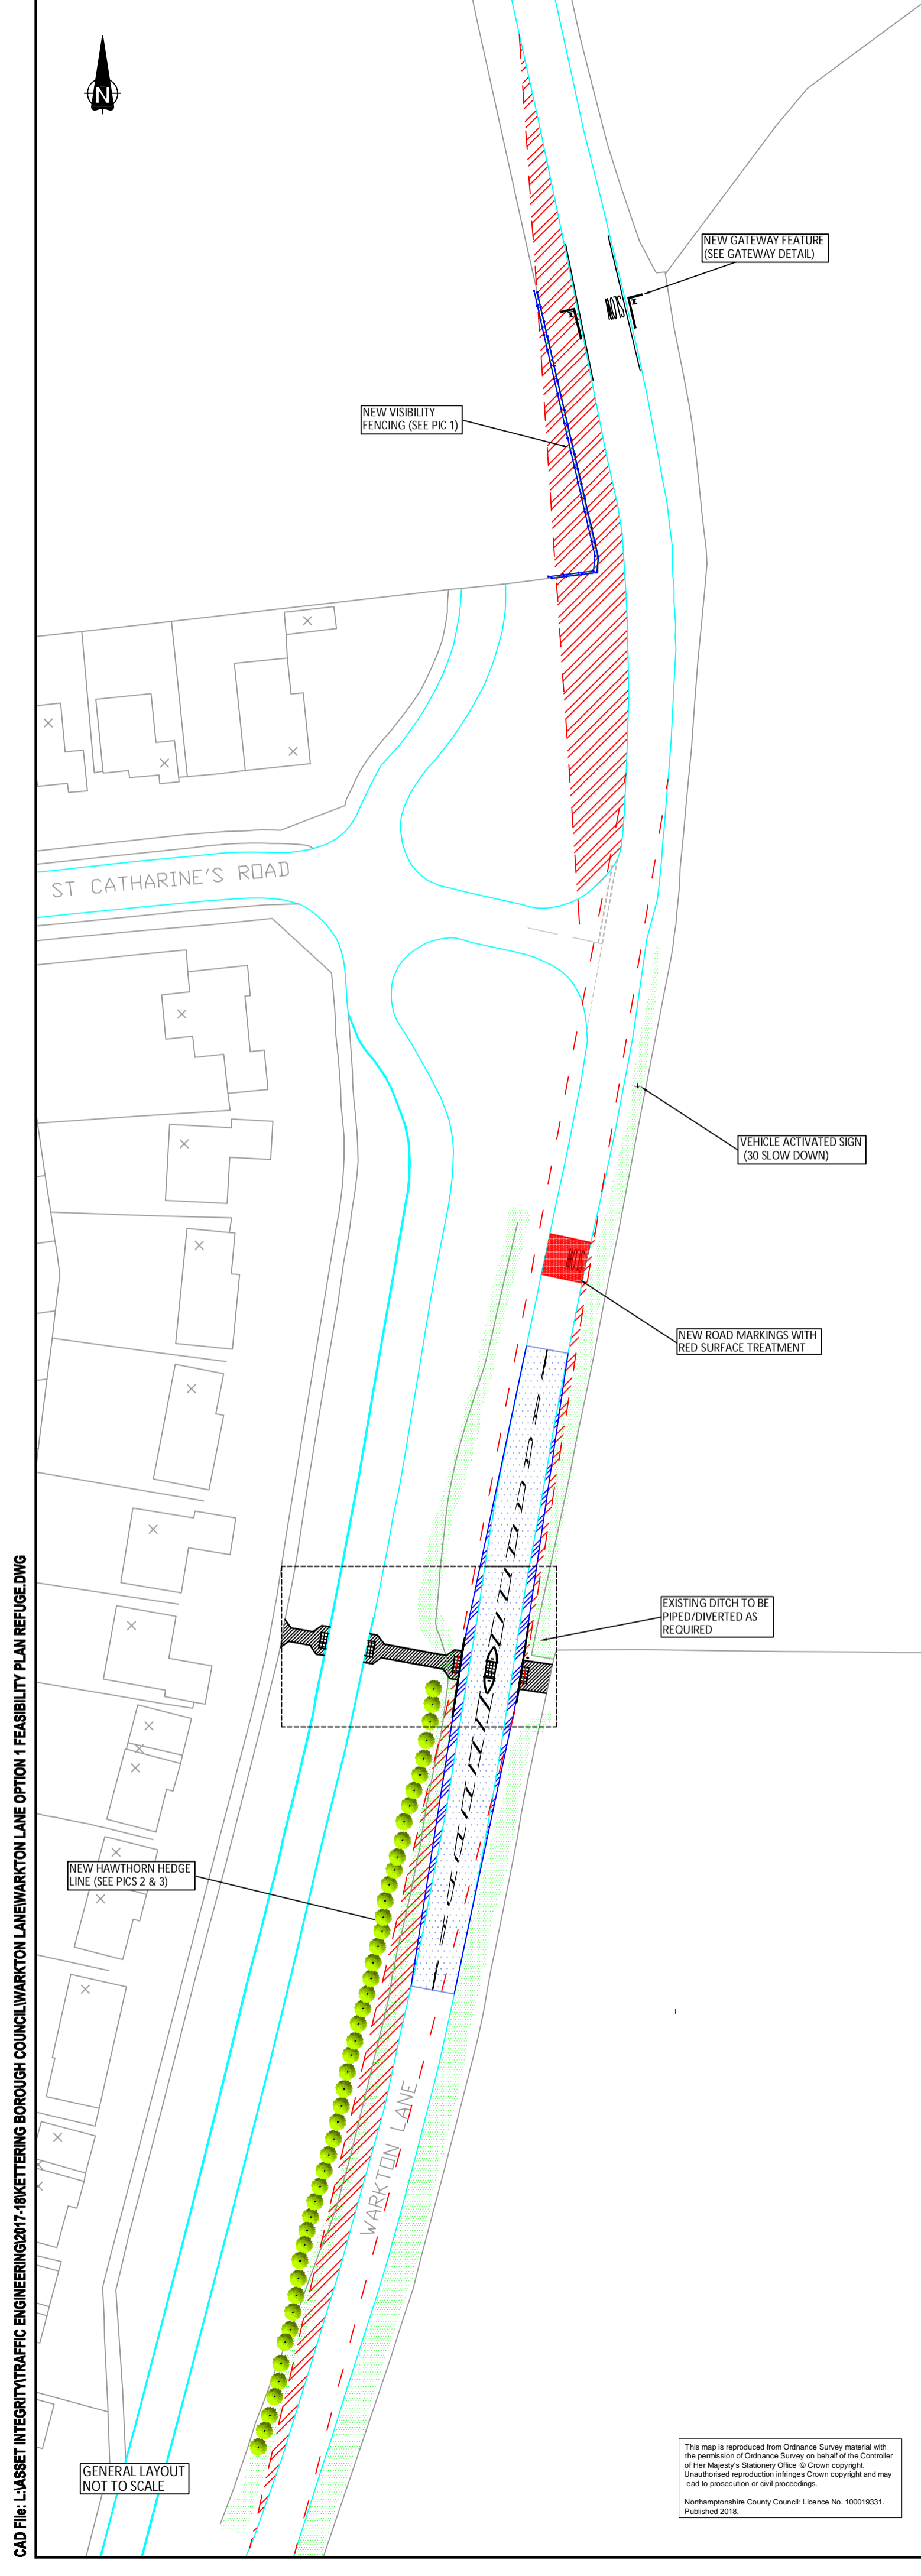 N
NEW GATEWAY FEATURE
(SEE GATEWAY DETAIL)
SLOW
NEW VISIBILITY
FENCING (SEE PIC 1)
ST CATHARINE'S ROAD
VEHICLE ACTIVATED SIGN
(30 SLOW DOWN)
NEW ROAD MARKINGS WITH
RED SURFACE TREATMENT
EXISTING DITCH TO BE
PIPED/DIVERTED AS
REQUIRED
NEW HAWTHORN HEDGE
LINE (SEE PICS 2 & 3)
WARKTON LANE
GENERAL LAYOUT
NOT TO SCALE
This map is reproduced from Ordnance Survey material with
the permission of Ordnance Survey on behalf of the Controller
of Her Majesty's Stationery Office © Crown copyright.
Unauthorised reproduction infringes Crown copyright and may
ead to prosecution or civil proceedings.
Northamptonshire County Council: Licence No. 100019331.
Published 2018.
CAD File: L:\ASSET INTEGRITY\TRAFFIC ENGINEERING\2017-18\KETTERING BOROUGH COUNCIL\WARKTON LANE\WARKTON LANE OPTION 1 FEASIBILITY PLAN REFUGE.DWG